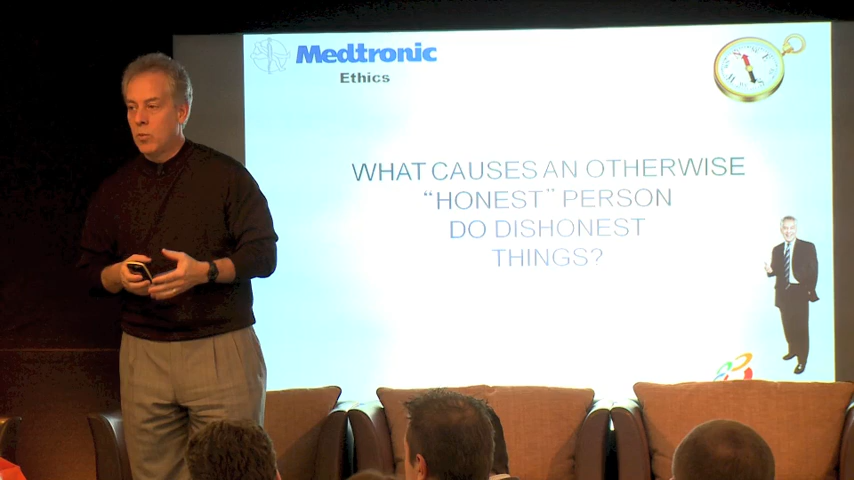 Medtronic
Ethics
WHAT CAUSES AN OTHERWISE
“HONEST” PERSON
DO DISHONEST
THINGS?